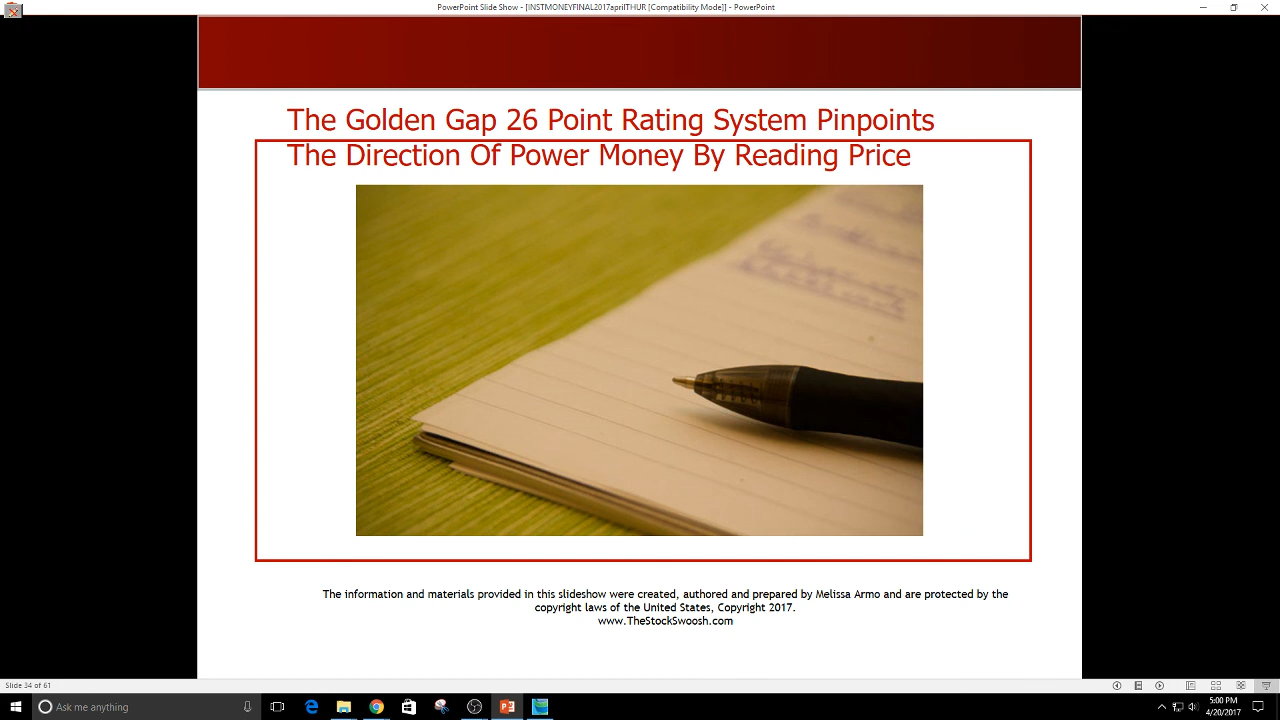 PowerPoint Slide Show - [INSTMONEYFINAL2017aprilTHUR [Compatibility Mode]] - PowerPoint
The Golden Gap 26 Point Rating System Pinpoints
The Direction Of Power Money By Reading Price
The information and materials provided in this slideshow were created, authored and prepared by Melissa Armo and are protected by the
copyright laws of the United States, Copyright 2017.
www.TheStockSwoosh.com
Slide 34 of 61
Ask me anything
5:00 PM
4/20/2017